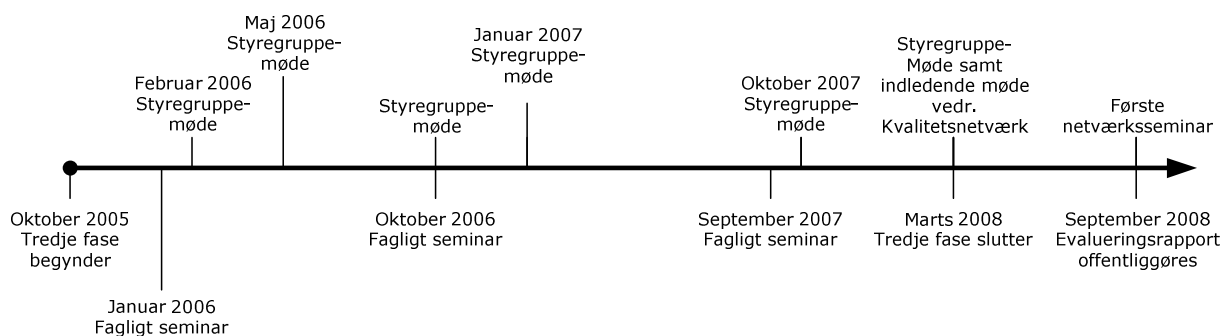 Maj 2006
Styregruppe-
møde
Januar 2007
Styregruppe-
møde
Styregruppe-
Møde samt
indledende møde
vedr.
Kvalitetsnetværk
Februar 2006
Styregruppe-
møde
Styregruppe-
møde
Oktober 2007
Styregruppe-
møde
Første
netværksseminar
Oktober 2005
Tredje fase
begynder
Oktober 2006
Fagligt seminar
September 2007
Fagligt seminar
Marts 2008
Tredje fase slutter
September 2008
Evalueringsrapport
offentliggøres
Januar 2006
Fagligt seminar